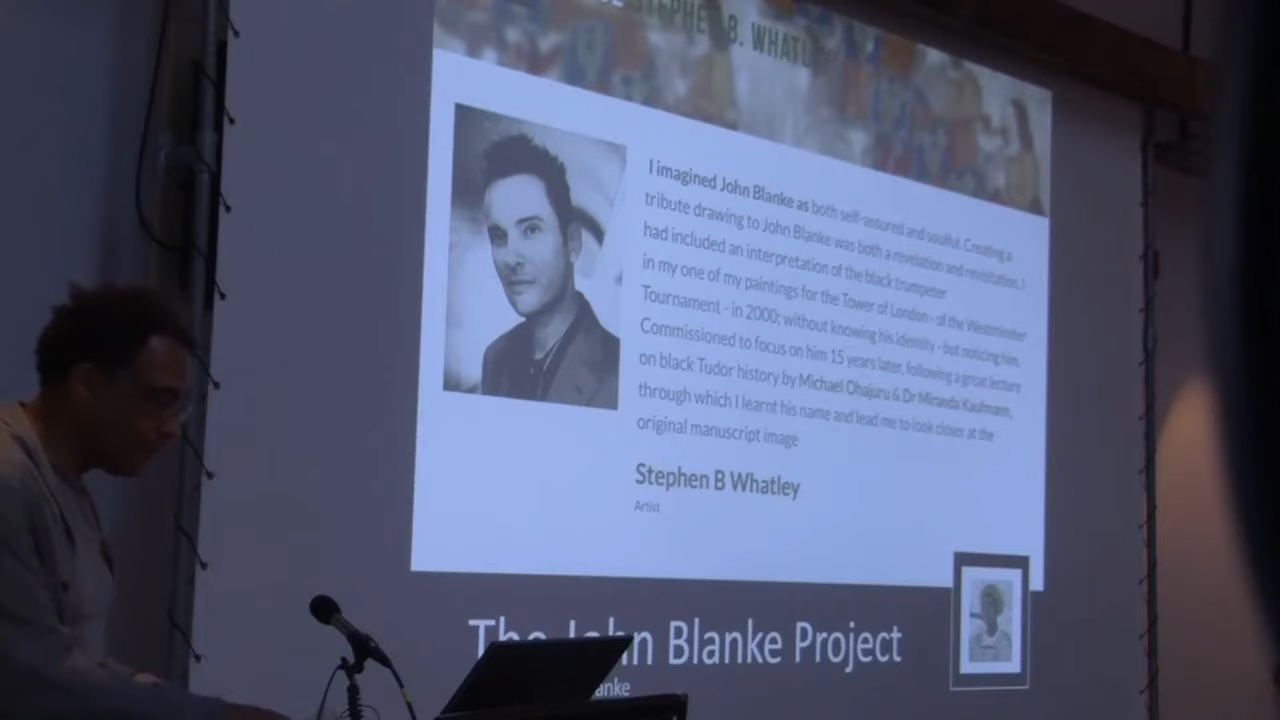 STEPHEN B. WHATL
I imagined John Blanke as both self-assured and soulful. Creating a
tribute drawing to John Blanke was both a revelation and revisitation. I
had included an interpretation of the black trumpeter
in my one of my paintings for the Tower of London - of the Westminster
Tournament - in 2000; without knowing his identity - but noticing him.
Commissioned to focus on him 15 years later, following a great lecture
on black Tudor history by Michael Ohajuru & Dr Miranda Kaufmann,
through which I learnt his name and lead me to look closer at the
original manuscript image
Stephen B Whatley
Artist
The John Blanke Project
anke